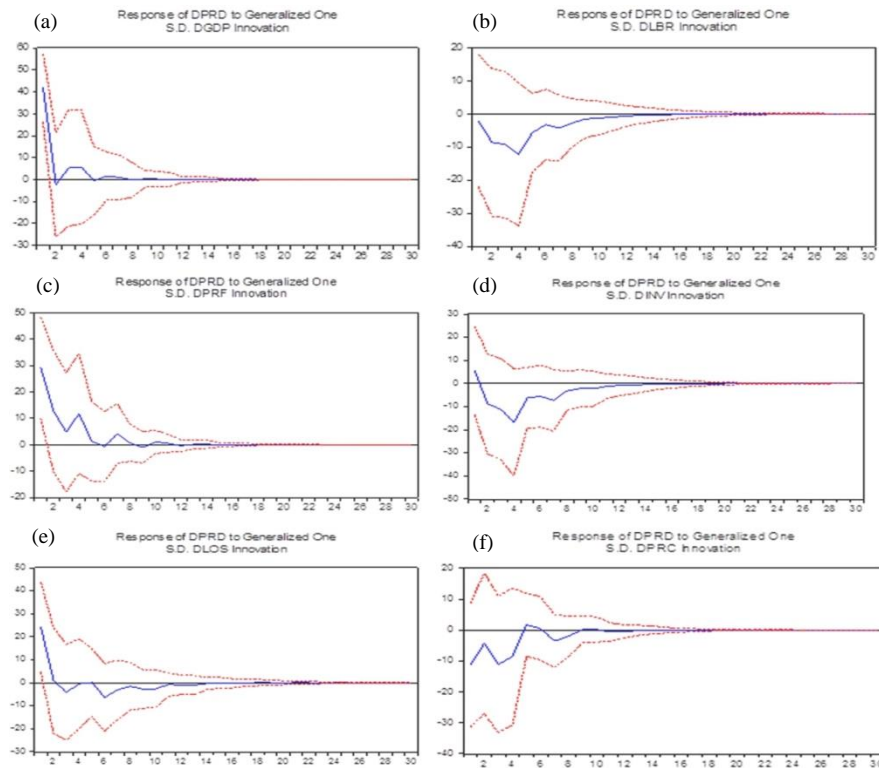 (a)
Response of DPRD to Generalized One
S.D. DGDP Innovation
60
50
40
30
20
10
0
-10
-20
-30
2 4 6 8 10 12 14 16 18 20 22 24 26 28 30
(b)
Response of DPRD to Generalized One
S.D. DLBR Innovation
20
10
0
-10
-20
-30
-40
2 4 6 8 10 12 14 16 18 20 22 24 26 28 30
(c)
Response of DPRD to Generalized One
S.D. DPRF Innovation
50
40
30
20
10
0
-10
-20
2 4 6 8 10 12 14 16 18 20 22 24 26 28 30
(d)
Response of DPRD to Generalized One
S.D. DINV Innovation
30
20
10
0
-10
-20
-30
-40
-50
2 4 6 8 10 12 14 16 18 20 22 24 26 28 30
(e)
Response of DPRD to Generalized One
S.D. DLOS Innovation
50
40
30
20
10
0
-10
-20
-30
2 4 6 8 10 12 14 16 18 20 22 24 26 28 30
(f)
Response of DPRD to Generalized One
S.D. DPRC Innovation
20
10
0
-10
-20
-30
-40
2 4 6 8 10 12 14 16 18 20 22 24 26 28 30